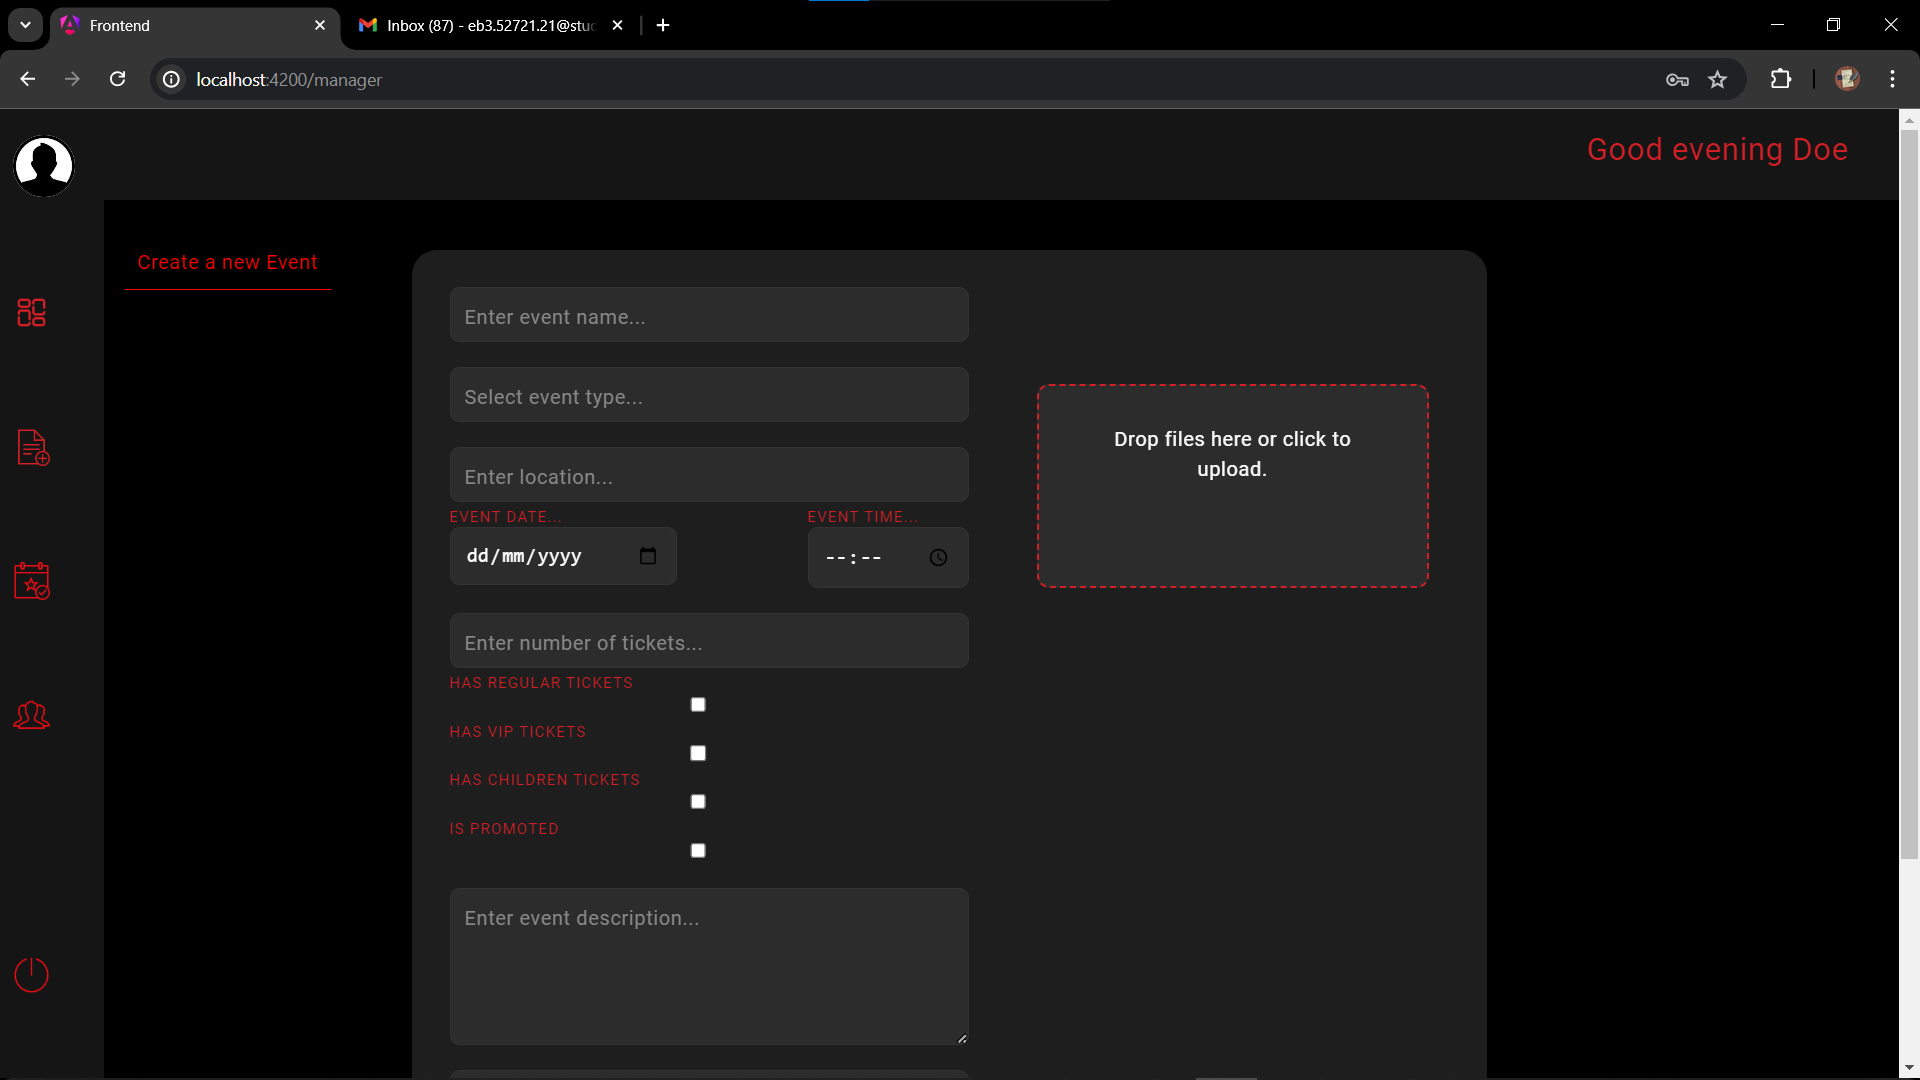 Frontend
Inbox (87) - eb3.52721.21@stu
localhost:4200/manager
Good evening Doe
Create a new Event
Enter event name...
Select event type...
Drop files here or click to
upload.
Enter location...
EVENT DATE...
EVENT TIME...
dd/mm/yyyy
--:--
Enter number of tickets...
HAS REGULAR TICKETS
HAS VIP TICKETS
HAS CHILDREN TICKETS
IS PROMOTED
Enter event description...